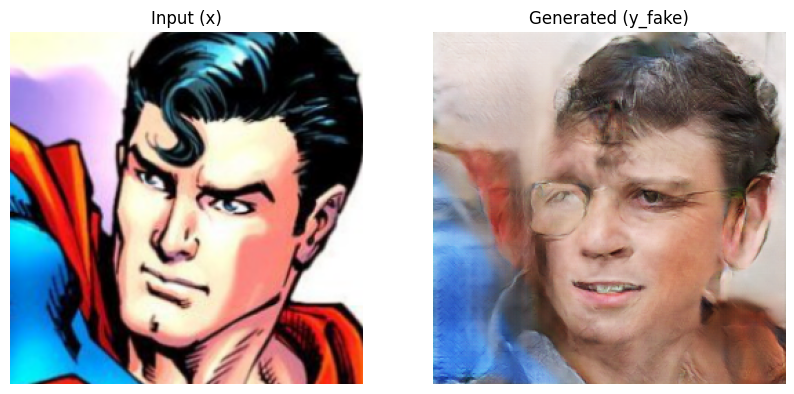 Input (x)
Generated (y_fake)